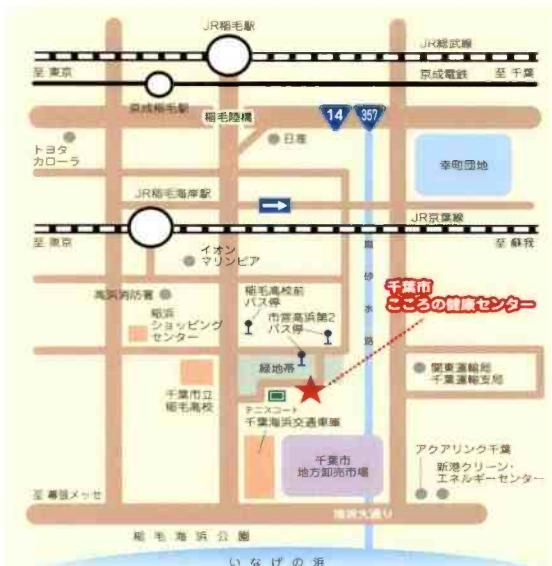 JR稲毛駅
JR総武線
至 東京
京成電鉄
至 千葉
京成稲毛駅
稲毛陸橋
14
357
トヨタ
カローラ
日産
幸町団地
JR稲毛海岸駅
JR京葉線
至 東京
至 蘇我
イオン
マリンピア
草水路
千葉市
こころの健康センター
高浜消防署
稲毛高校前
バス停
稲浜
ショッピング
センター
市営高浜第2
バス停
緑地帯
関東運輸局
千葉運輸支局
千葉市立
稲毛高校
テニスコート
千葉海浜交通車庫
千葉市
地方卸売市場
アクアリンク千葉
新港クリーン・
エネルギーセンター
至 幕張メッセ
海浜大通り
稲毛海浜公園
いなげの浜